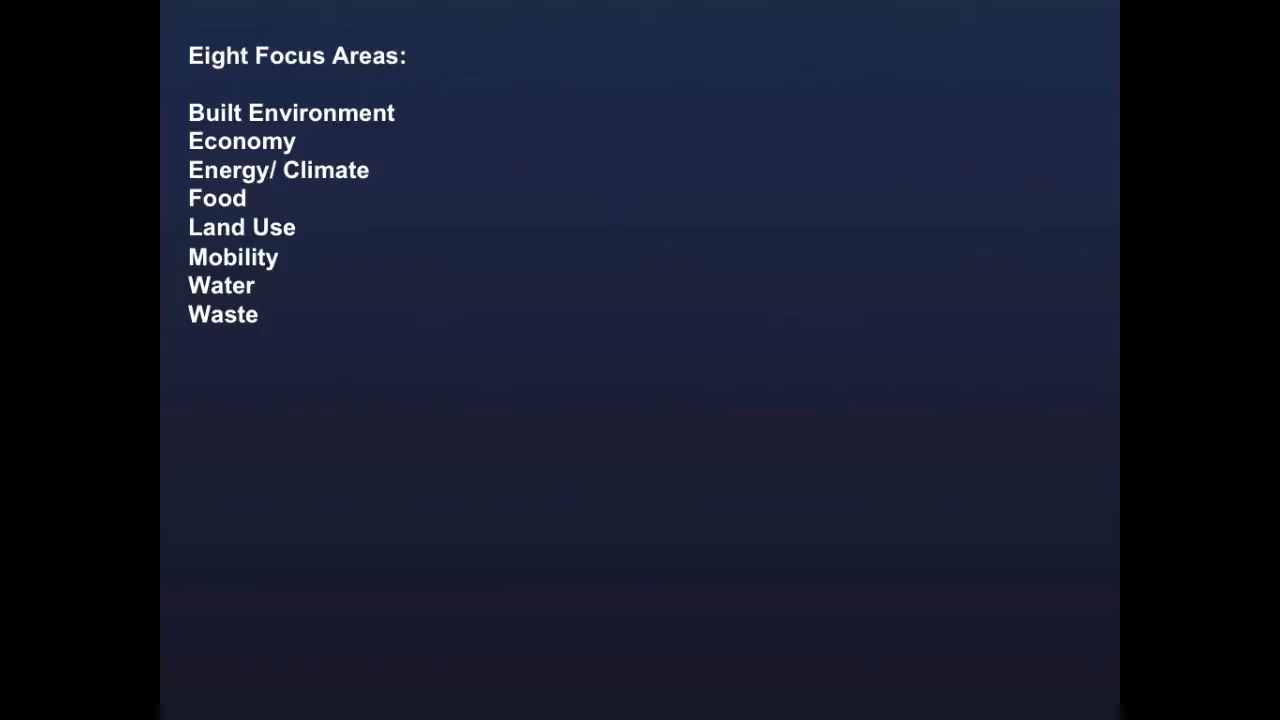 Eight Focus Areas:
Built Environment
Economy
Energy/ Climate
Food
Land Use
Mobility
Water
Waste